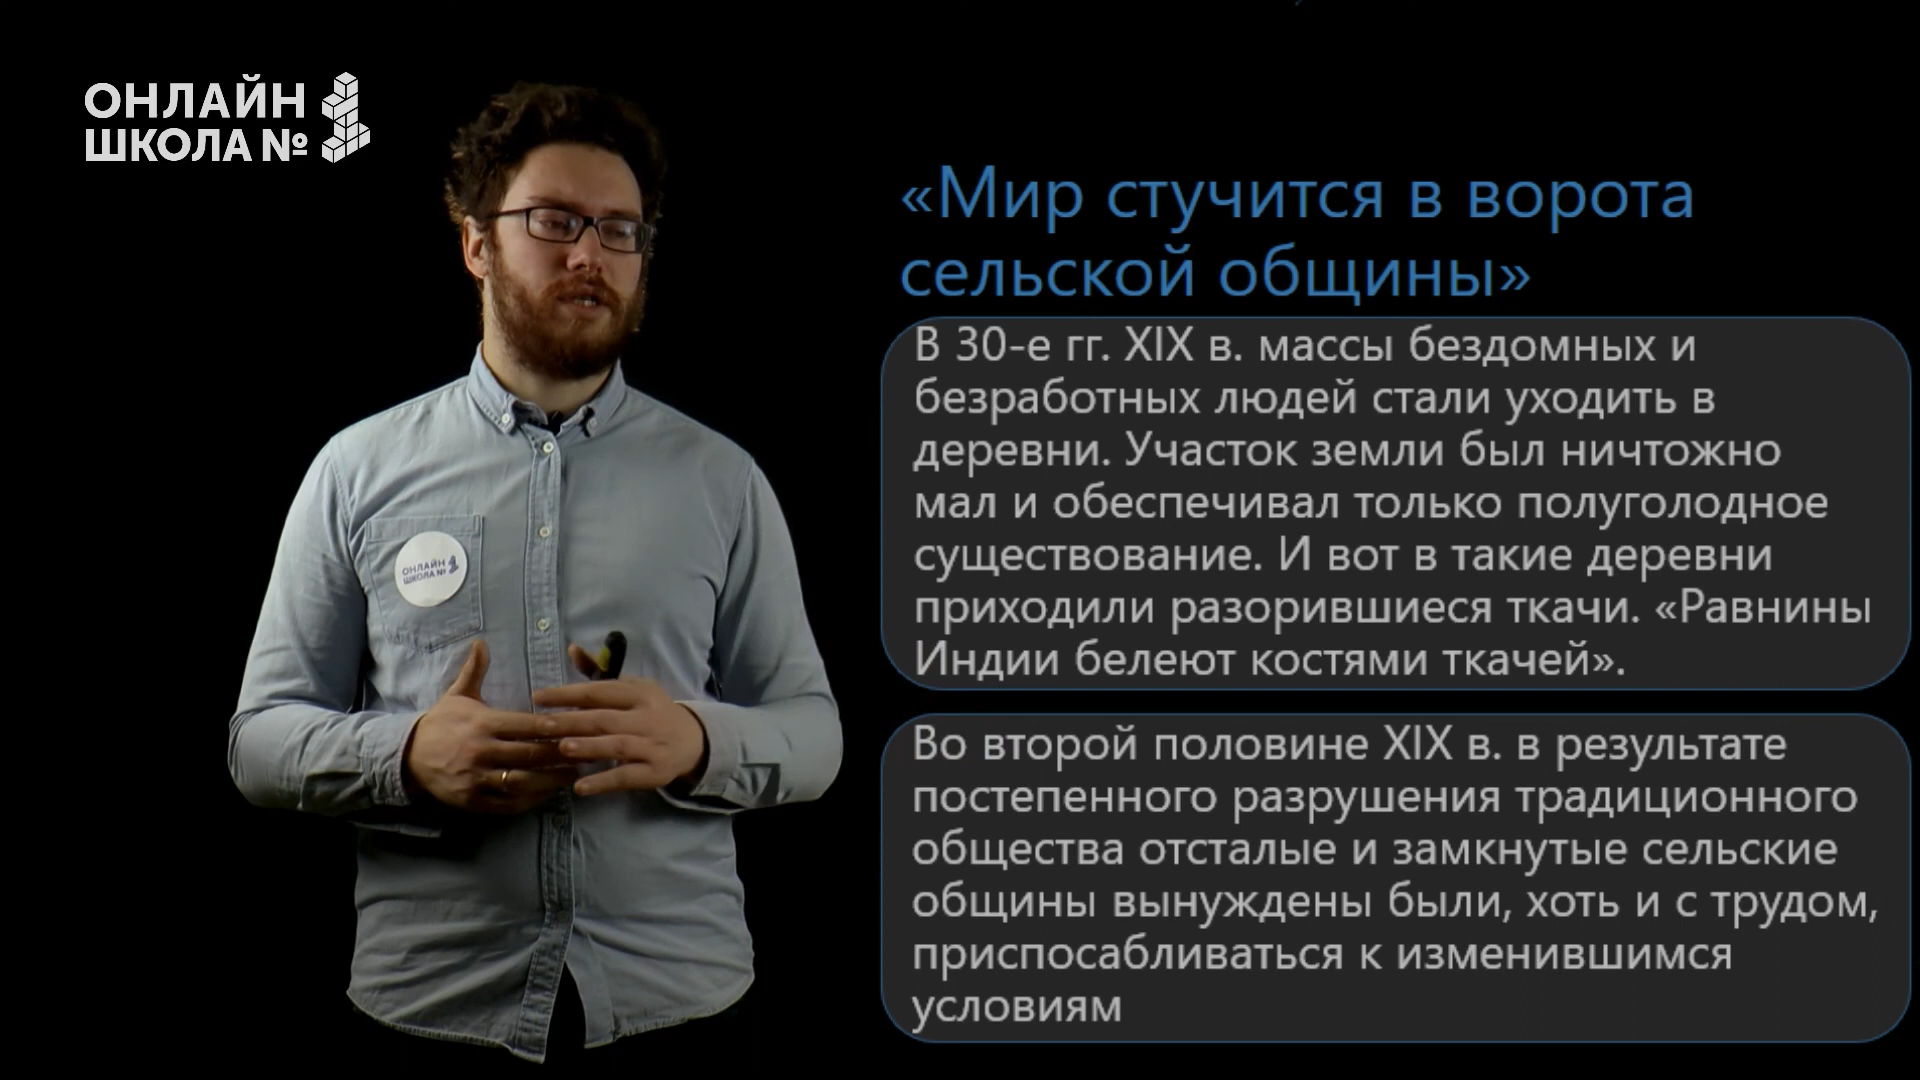 ОНЛАЙН
ШКОЛА №
«Мир стучится в ворота
сельской общины»
В 30-е гг. XIX в. массы бездомных и
безработных людей стали уходить в
деревни. Участок земли был ничтожно
мал и обеспечивал только полуголодное
существование. И вот в такие деревни
приходили разорившиеся ткачи. «Равнины
Индии белеют костями ткачей».
Во второй половине XIX в. в результате
постепенного разрушения традиционного
общества отсталые и замкнутые сельские
общины вынуждены были, хоть и с трудом,
приспосабливаться к изменившимся
условиям
ОНЛАЙН
ШКОЛА №